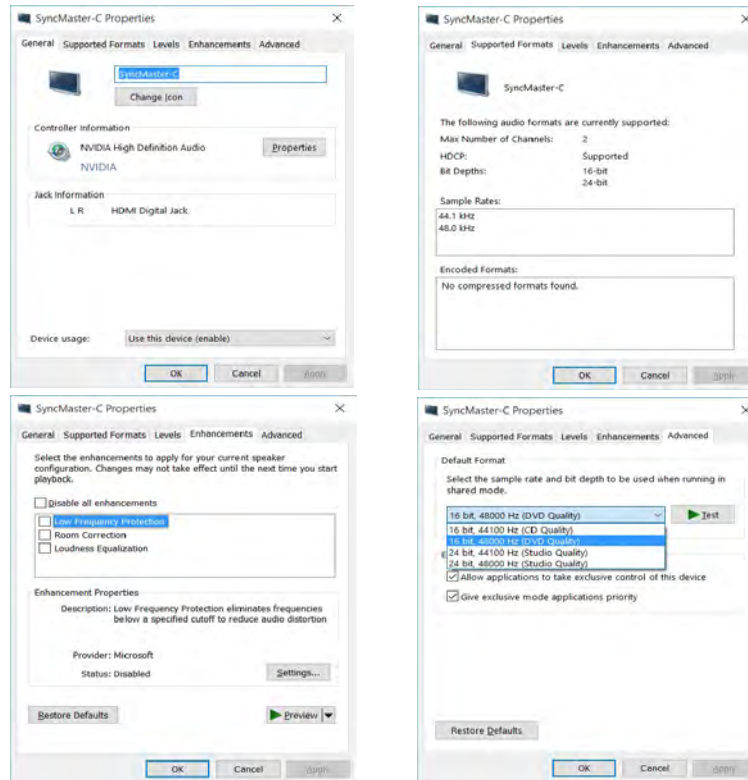 SyncMaster-C Properties
General Supported Formats Levels Enhancements Advanced
SyncMaster-C
Change Icon
Controller Information
NVIDIA High Definition Audio
Properties
NVIDIA
Jack Information
L R HDMI Digital Jack
Device usage: Use this device (enable)
OK Cancel Apply
SyncMaster-C Properties
General Supported Formats Levels Enhancements Advanced
SyncMaster-C
The following audio formats are currently supported:
Max Number of Channels: 2
HDCP: Supported
Bit Depths: 16-bit
24-bit
Sample Rates:
44.1 kHz
48.0 kHz
Encoded Formats:
No compressed formats found.
OK Cancel Apply
SyncMaster-C Properties
General Supported Formats Levels Enhancements Advanced
Select the enhancements to apply for your current speaker
configuration. Changes may not take effect until the next time you start
playback.
Disable all enhancements
Low Frequency Protection
Room Correction
Loudness Equalization
Enhancement Properties
Description: Low Frequency Protection eliminates frequencies
below a specified cutoff to reduce audio distortion
Provider: Microsoft
Status: Disabled
Settings...
Restore Defaults
Preview
OK Cancel Apply
SyncMaster-C Properties
General Supported Formats Levels Enhancements Advanced
Default Format
Select the sample rate and bit depth to be used when running in
shared mode.
16 bit, 48000 Hz (DVD Quality)
Test
16 bit, 44100 Hz (CD Quality)
16 bit, 48000 Hz (DVD Quality)
24 bit, 44100 Hz (Studio Quality)
24 bit, 48000 Hz (Studio Quality)
Allow applications to take exclusive control of this device
Give exclusive mode applications priority
Restore Defaults
OK Cancel Apply